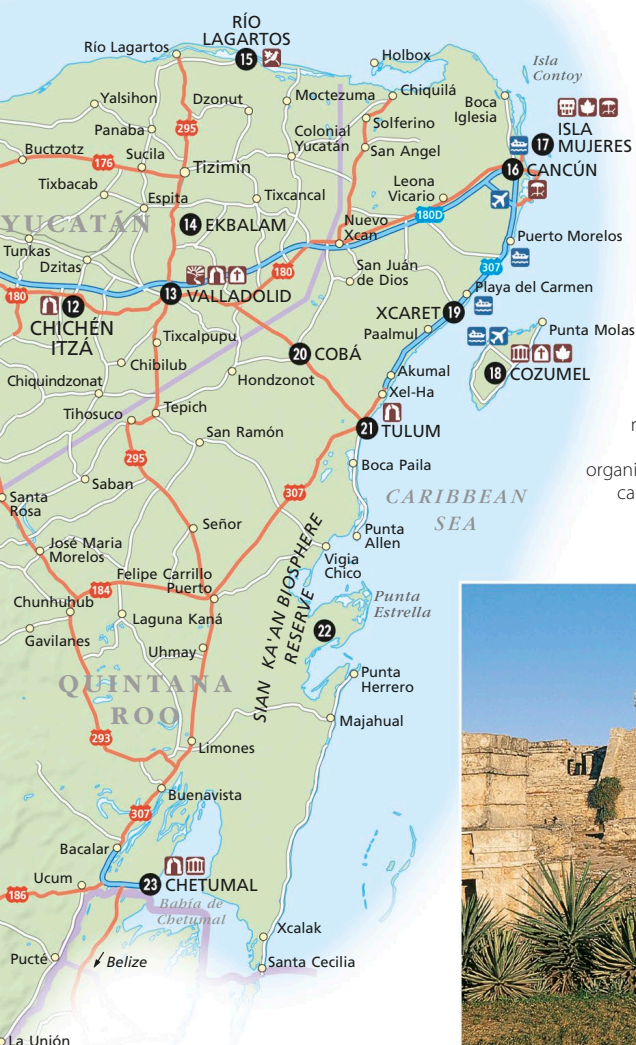 RÍO
LAGARTOS
Río Lagartos
15
Holbox
Isla
Contoy
Yalsihon
Dzonut
Moctezuma
Chiquilá
Boca
Iglesia
Panaba
295
Colonial
Yucatán
Solferino
17
ISLA
MUJERES
Buctzotz
Sucila
San Angel
176
Tizimín
16
CANCÚN
Tixbacab
Espita
Tixcancal
Leona
Vicario
180D
YUCATÁN
14
EKBALAM
Nuevo
Xcan
Puerto Morelos
Tunkas
Dzitas
180
San Juán
de Dios
307
Playa del Carmen
180
12
CHICHÉN
ITZÁ
13
VALLADOLID
XCARET
19
Paalmul
Punta Molas
Tixcalpupu
20
COBÁ
Chibilub
Hondzonot
Akumal
18
COZUMEL
Chiquindzonat
Xel-Ha
Tihosuco
Tepich
21
TULUM
San Ramón
295
Boca Paila
organi
ca
Saban
307
CARIBBEAN
SEA
Santa
Rosa
Señor
Punta
Allen
José María
Morelos
Vigia
Chico
Felipe Carrillo
Puerto
184
Chunhuhub
Laguna Kaná
Punta
Estrella
SIAN KA'AN BIOSPHERE
RESERVE
22
Gavilanes
Uhmay
QUINTANA
ROO
Punta
Herrero
Majahual
293
Limones
Buenavista
307
Bacalar
Ucum
23
CHETUMAL
186
Bahía de
Chetumal
Xcalak
Pucté
Belize
Santa Cecilia
La Unión